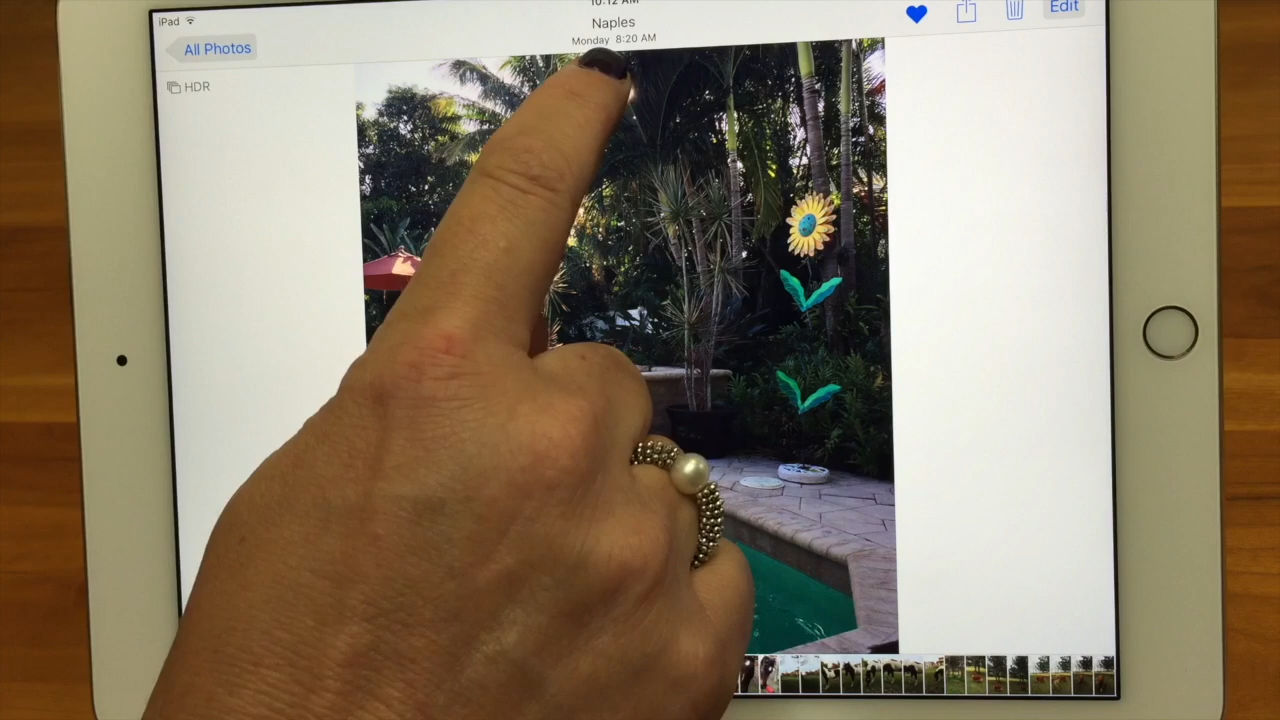 iPad
10:12 AM
Naples
Monday 8:20 AM
Edit
All Photos
HDR